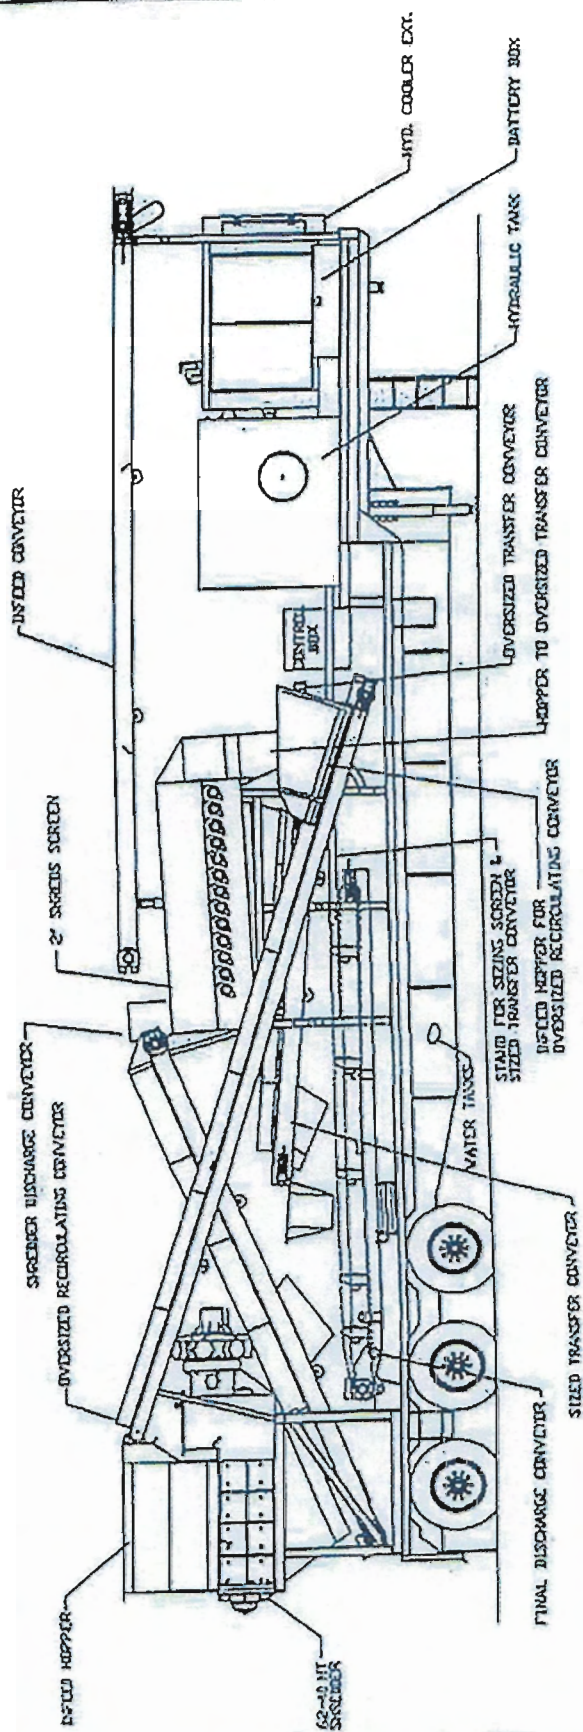 INFEED HOPPER
SHREDDER DISCHARGE CONVEYOR
OVERSIZED RECIRCULATING CONVEYOR
2" SHREDS SCREEN
INFEED CONVEYOR
HYD. COOLER EXT.
BATTERY BOX
HYDRAULIC TANK
CONTROL
BOX
OVERSIZED TRANSFER CONVEYOR
HOPPER TO OVERSIZED TRANSFER CONVEYOR
INFEED HOPPER FOR
OVERSIZED RECIRCULATING CONVEYOR
STAND FOR SIZING SCREEN &
SIZED TRANSFER CONVEYOR
WATER TANKS
SIZED TRANSFER CONVEYOR
FINAL DISCHARGE CONVEYOR
SHREDDER